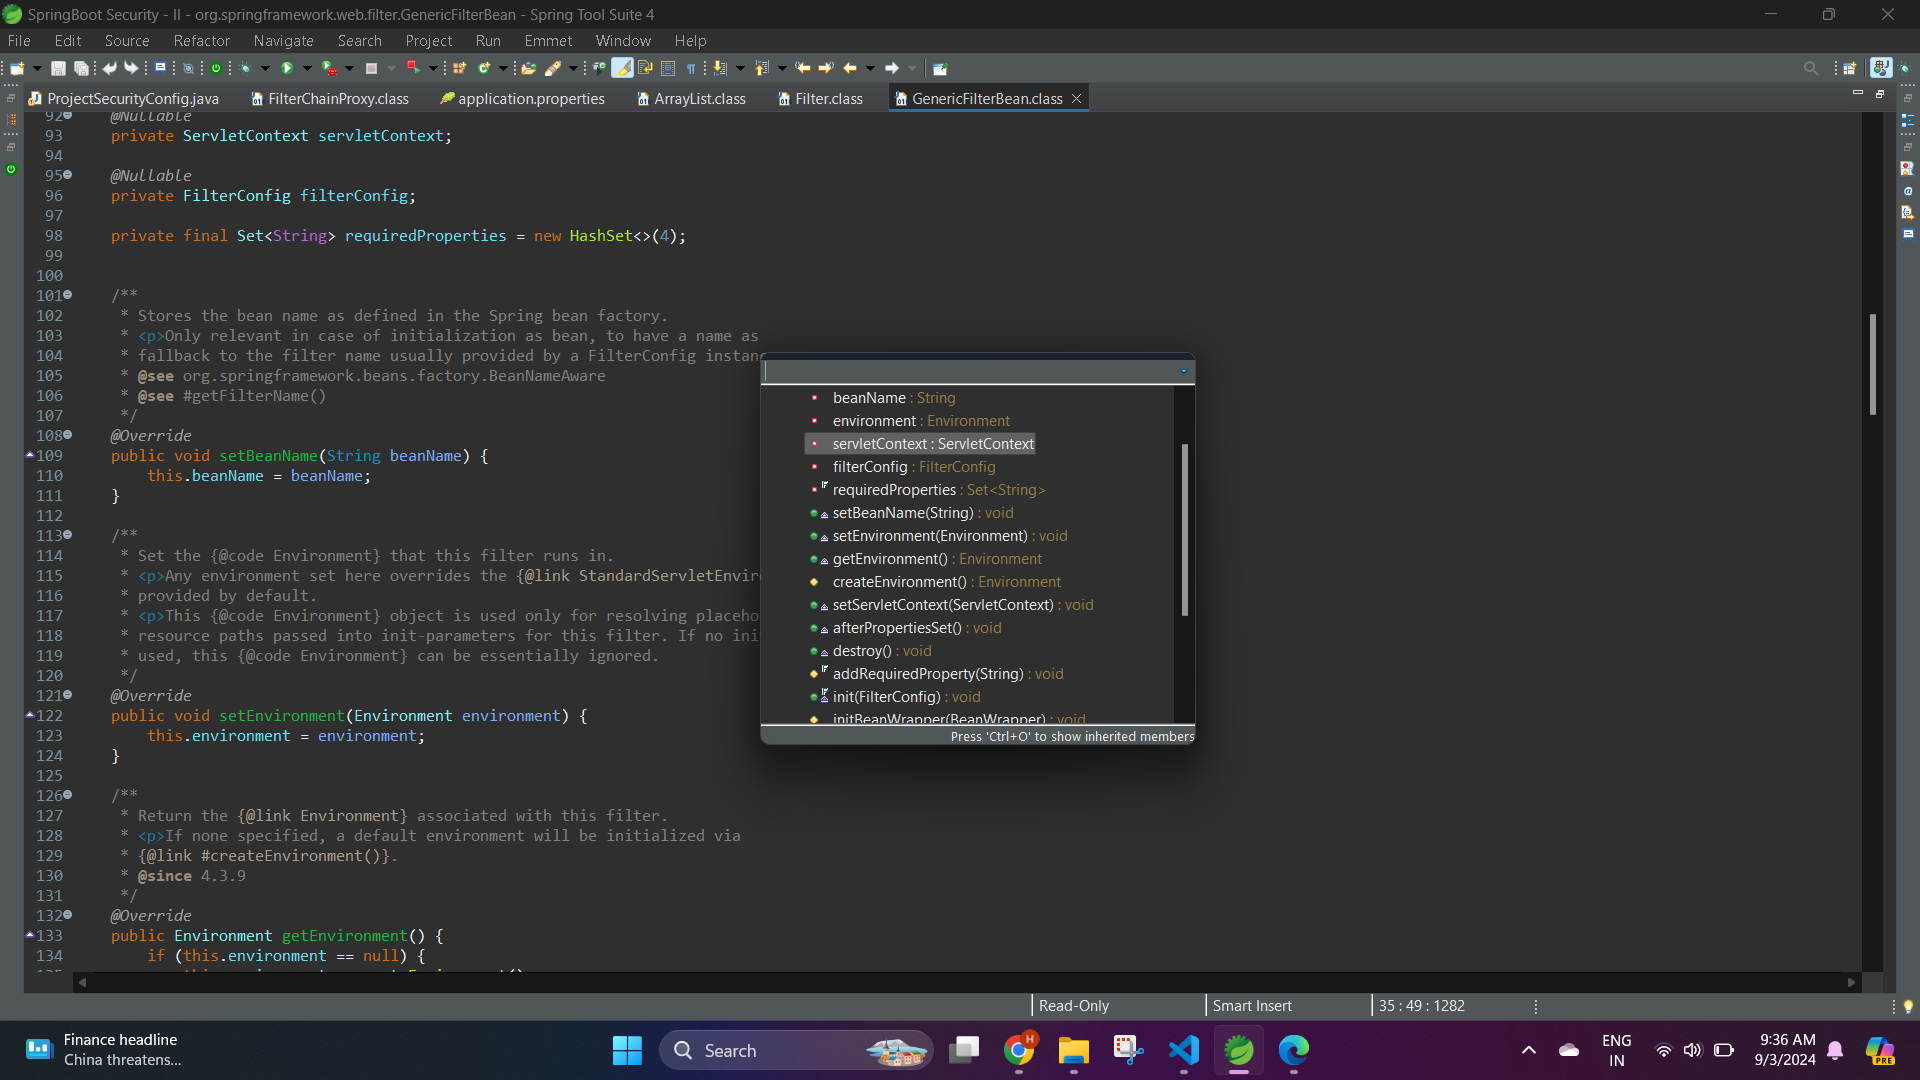 SpringBoot Security - II - org.springframework.web.filter.GenericFilterBean - Spring Tool Suite 4
File Edit Source Refactor Navigate Search Project Run Emmet Window Help
ProjectSecurityConfig.java FilterChainProxy.class application.properties ArrayList.class Filter.class GenericFilterBean.class
92 @Nullable
93 private ServletContext servletContext;
94
95 @Nullable
96 private FilterConfig filterConfig;
97
98 private final Set<String> requiredProperties = new HashSet<>(4);
99
100
101 /**
102 * Stores the bean name as defined in the Spring bean factory.
103 * <p>Only relevant in case of initialization as bean, to have a name as
104 * fallback to the filter name usually provided by a FilterConfig instanc
105 * @see org.springframework.beans.factory.BeanNameAware
106 * @see #getFilterName()
107 */
108 @Override
109 public void setBeanName(String beanName) {
110 this.beanName = beanName;
111 }
112
113 /**
114 * Set the {@code Environment} that this filter runs in.
115 * <p>Any environment set here overrides the {@link StandardServletEnvir
116 * provided by default.
117 * <p>This {@code Environment} object is used only for resolving placeho
118 * resource paths passed into init-parameters for this filter. If no ini
119 * used, this {@code Environment} can be essentially ignored.
120 */
121 @Override
122 public void setEnvironment(Environment environment) {
123 this.environment = environment;
124 }
125
126 /**
127 * Return the {@link Environment} associated with this filter.
128 * <p>If none specified, a default environment will be initialized via
129 * {@link #createEnvironment()}.
130 * @since 4.3.9
131 */
132 @Override
133 public Environment getEnvironment() {
134 if (this.environment == null) {
beanName : String
environment : Environment
servletContext : ServletContext
filterConfig : FilterConfig
requiredProperties : Set<String>
setBeanName(String) : void
setEnvironment(Environment) : void
getEnvironment() : Environment
createEnvironment() : Environment
setServletContext(ServletContext) : void
afterPropertiesSet() : void
destroy() : void
addRequiredProperty(String) : void
init(FilterConfig) : void
initBeanWrapper(BeanWrapper) : void
Press 'Ctrl+O' to show inherited members
Read-Only Smart Insert 35 : 49 : 1282
Finance headline
China threatens...
Search
ENG
IN
9:36 AM
9/3/2024
PRE